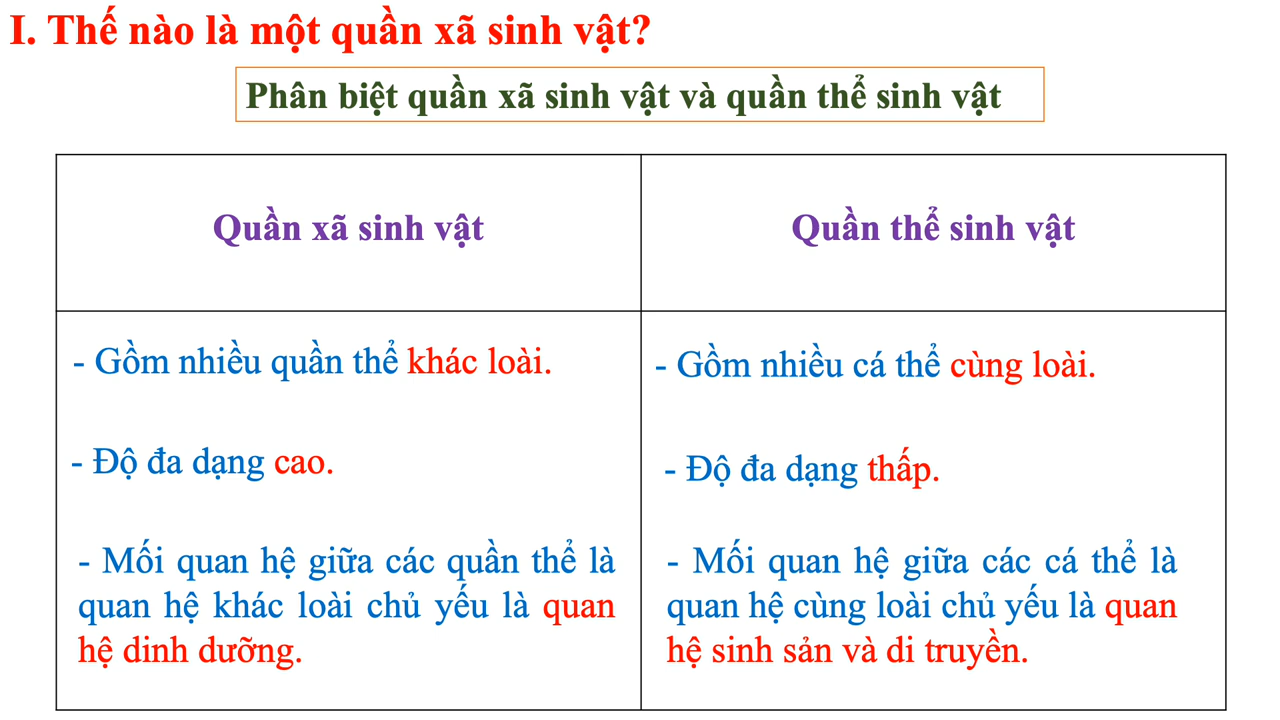 I. Thế nào là một quần xã sinh vật?
Phân biệt quần xã sinh vật và quần thể sinh vật
Quần xã sinh vật
Quần thể sinh vật
- Gồm nhiều quần thể khác loài.
- Độ đa dạng cao.
- Mối quan hệ giữa các quần thể là
quan hệ khác loài chủ yếu là quan
hệ dinh dưỡng.
- Gồm nhiều cá thể cùng loài.
- Độ đa dạng thấp.
- Mối quan hệ giữa các cá thể là
quan hệ cùng loài chủ yếu là quan
hệ sinh sản và di truyền.